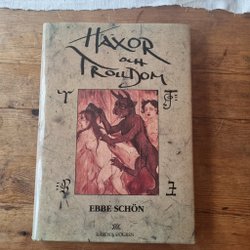 HÄXOR
och
TROLLDOM
EBBE SCHÖN